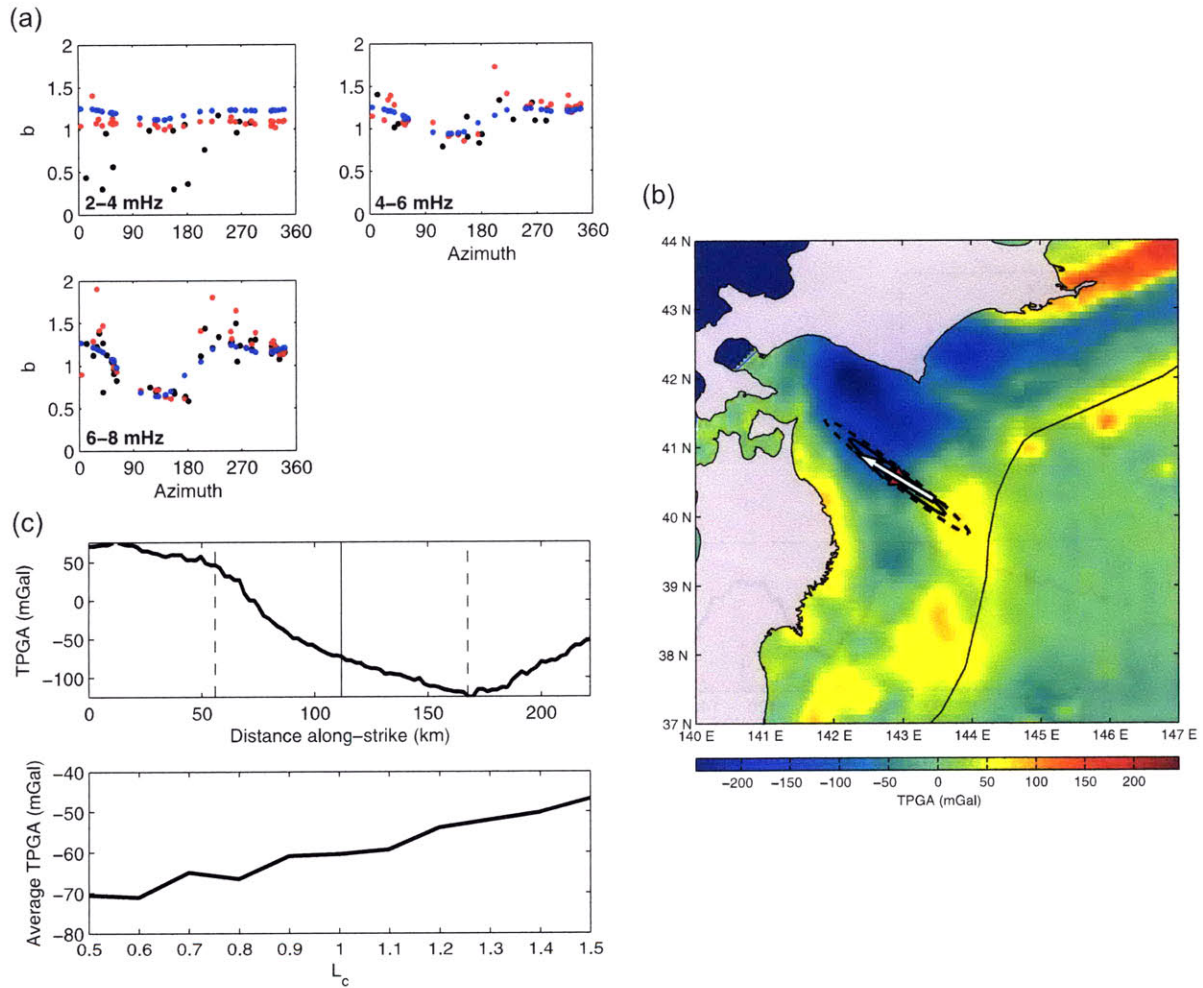 (a)
2
1.5
1
0.5
0
b
2–4 mHz
0 90 180 270 360
2
1.5
1
0.5
0
4–6 mHz
0 90 180 270 360
Azimuth
2
1.5
1
0.5
0
b
6–8 mHz
0 90 180 270 360
Azimuth
(b)
44 N
43 N
42 N
41 N
40 N
39 N
38 N
37 N
140 E 141 E 142 E 143 E 144 E 145 E 146 E 147 E
−200 −150 −100 −50 0 50 100 150 200
TPGA (mGal)
(c)
TPGA (mGal)
50
0
−50
−100
0 50 100 150 200
Distance along−strike (km)
Average TPGA (mGal)
−40
−50
−60
−70
−80
0.5 0.6 0.7 0.8 0.9 1 1.1 1.2 1.3 1.4 1.5
L_c